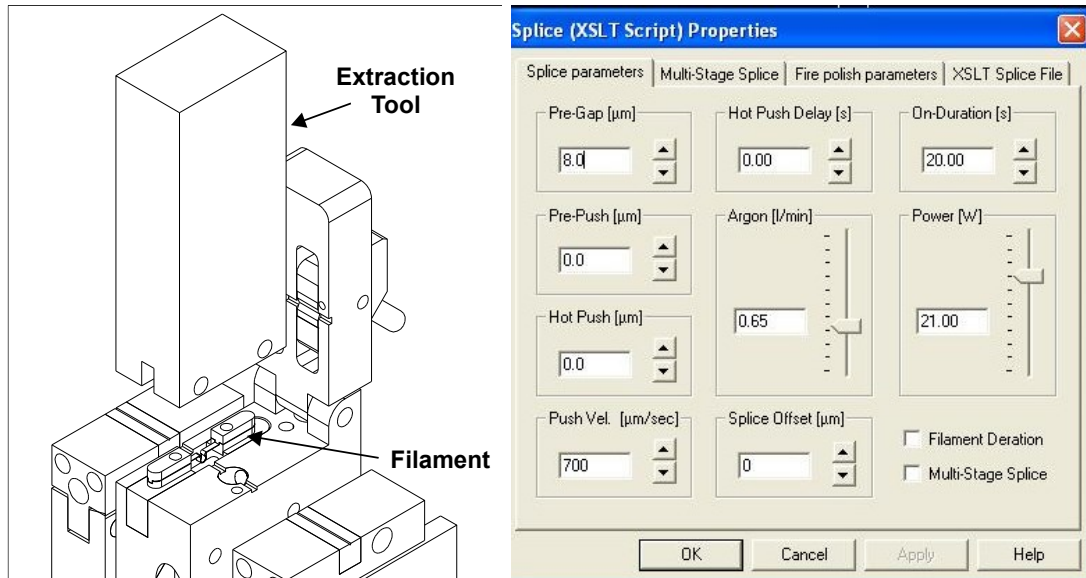 Extraction
Tool
Filament
Splice (XSLT Script) Properties
Splice parameters Multi-Stage Splice Fire polish parameters XSLT Splice File
Pre-Gap [µm] Hot Push Delay [s] On-Duration [s]
8.0 0.00 20.00
Pre-Push [µm] Argon [l/min] Power [W]
0.0
Hot Push [µm] 0.65 21.00
0.0
Push Vel. [µm/sec] Splice Offset [µm] Filament Deration
700 0 Multi-Stage Splice
OK Cancel Apply Help